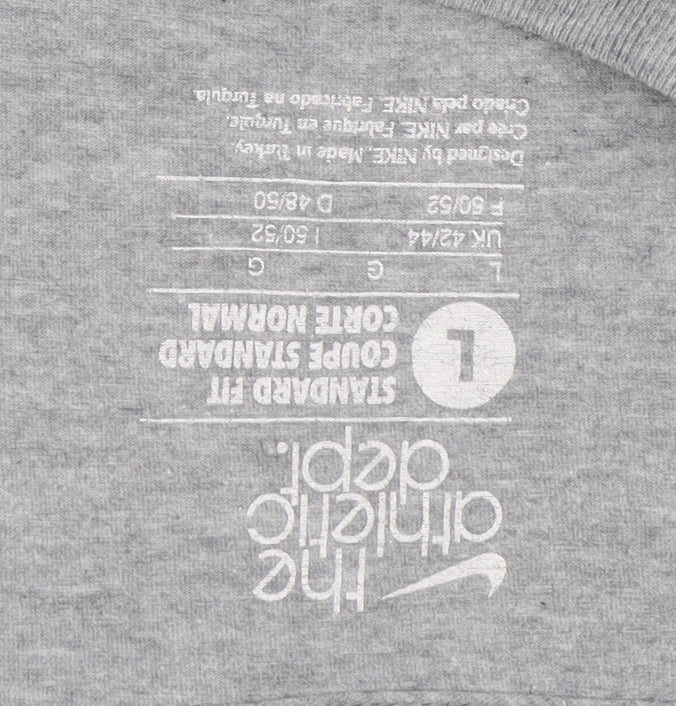 the
athletic
dept.
L
STANDARD FIT
COUPE STANDARD
CORTE NORMAL
L G G
UK 42/44 I 50/52
F 50/52 D 48/50
Designed by NIKE. Made in Turkey.
Crée par NIKE. Fabrique en Turquie.
Criado pela NIKE. Fabricado na Turquia.